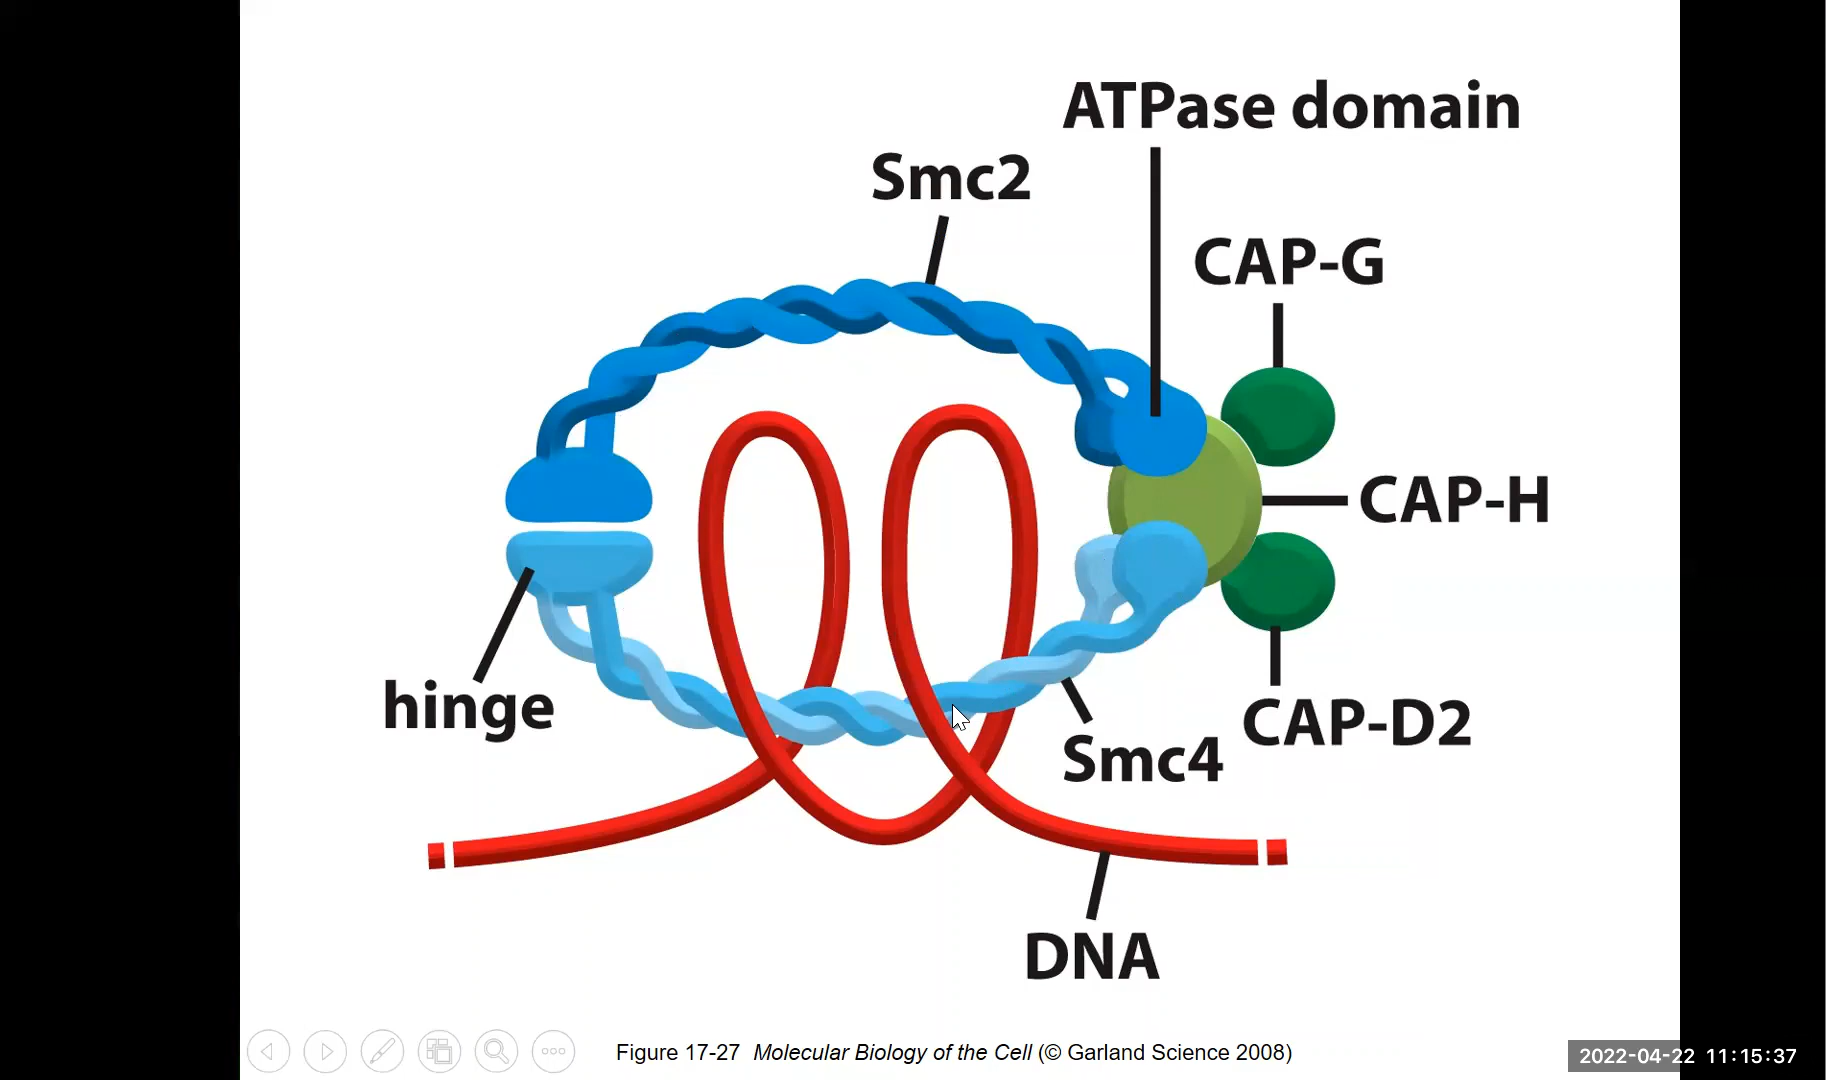 ATPase domain
Smc2
CAP-G
CAP-H
hinge
CAP-D2
Smc4
DNA
Figure 17-27 Molecular Biology of the Cell (© Garland Science 2008)
2022-04-22 11:15:37